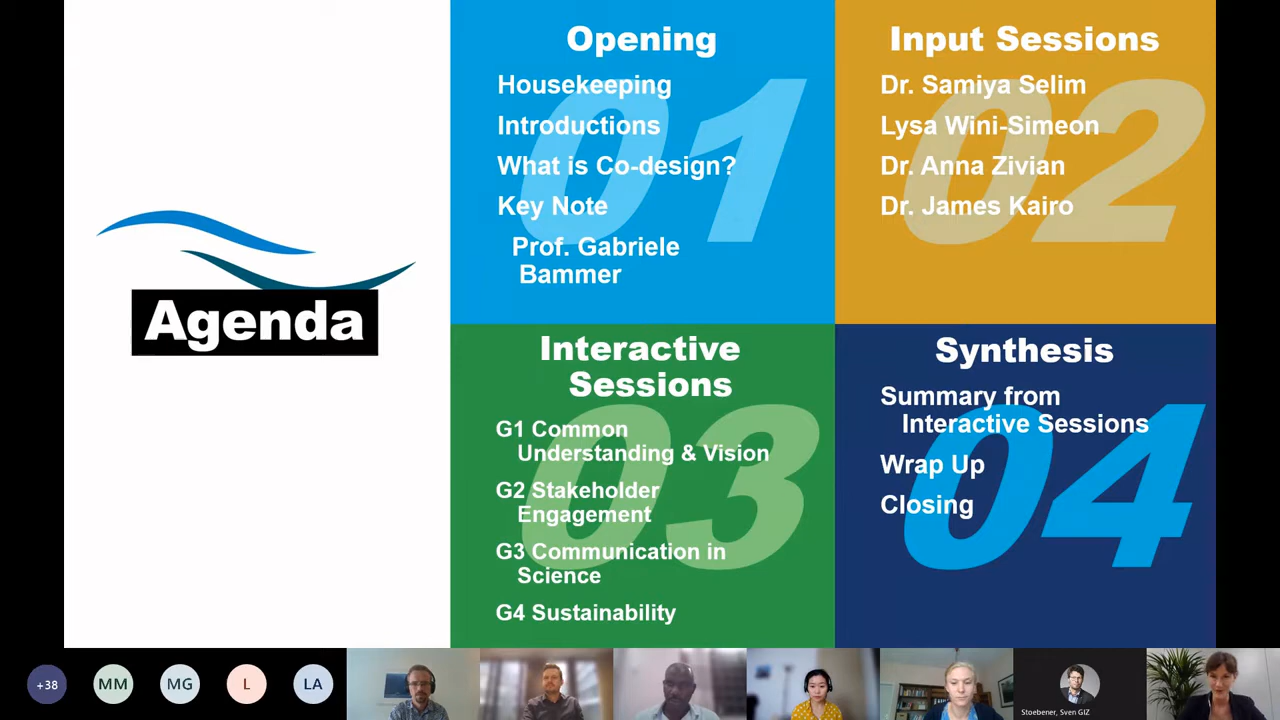 Agenda
01
Opening
Housekeeping
Introductions
What is Co-design?
Key Note
Prof. Gabriele
Bammer
02
Input Sessions
Dr. Samiya Selim
Lysa Wini-Simeon
Dr. Anna Zivian
Dr. James Kairo
03
Interactive
Sessions
G1 Common
Understanding & Vision
G2 Stakeholder
Engagement
G3 Communication in
Science
G4 Sustainability
04
Synthesis
Summary from
Interactive Sessions
Wrap Up
Closing
+38
MM
MG
L
LA
Stoebener, Sven GIZ